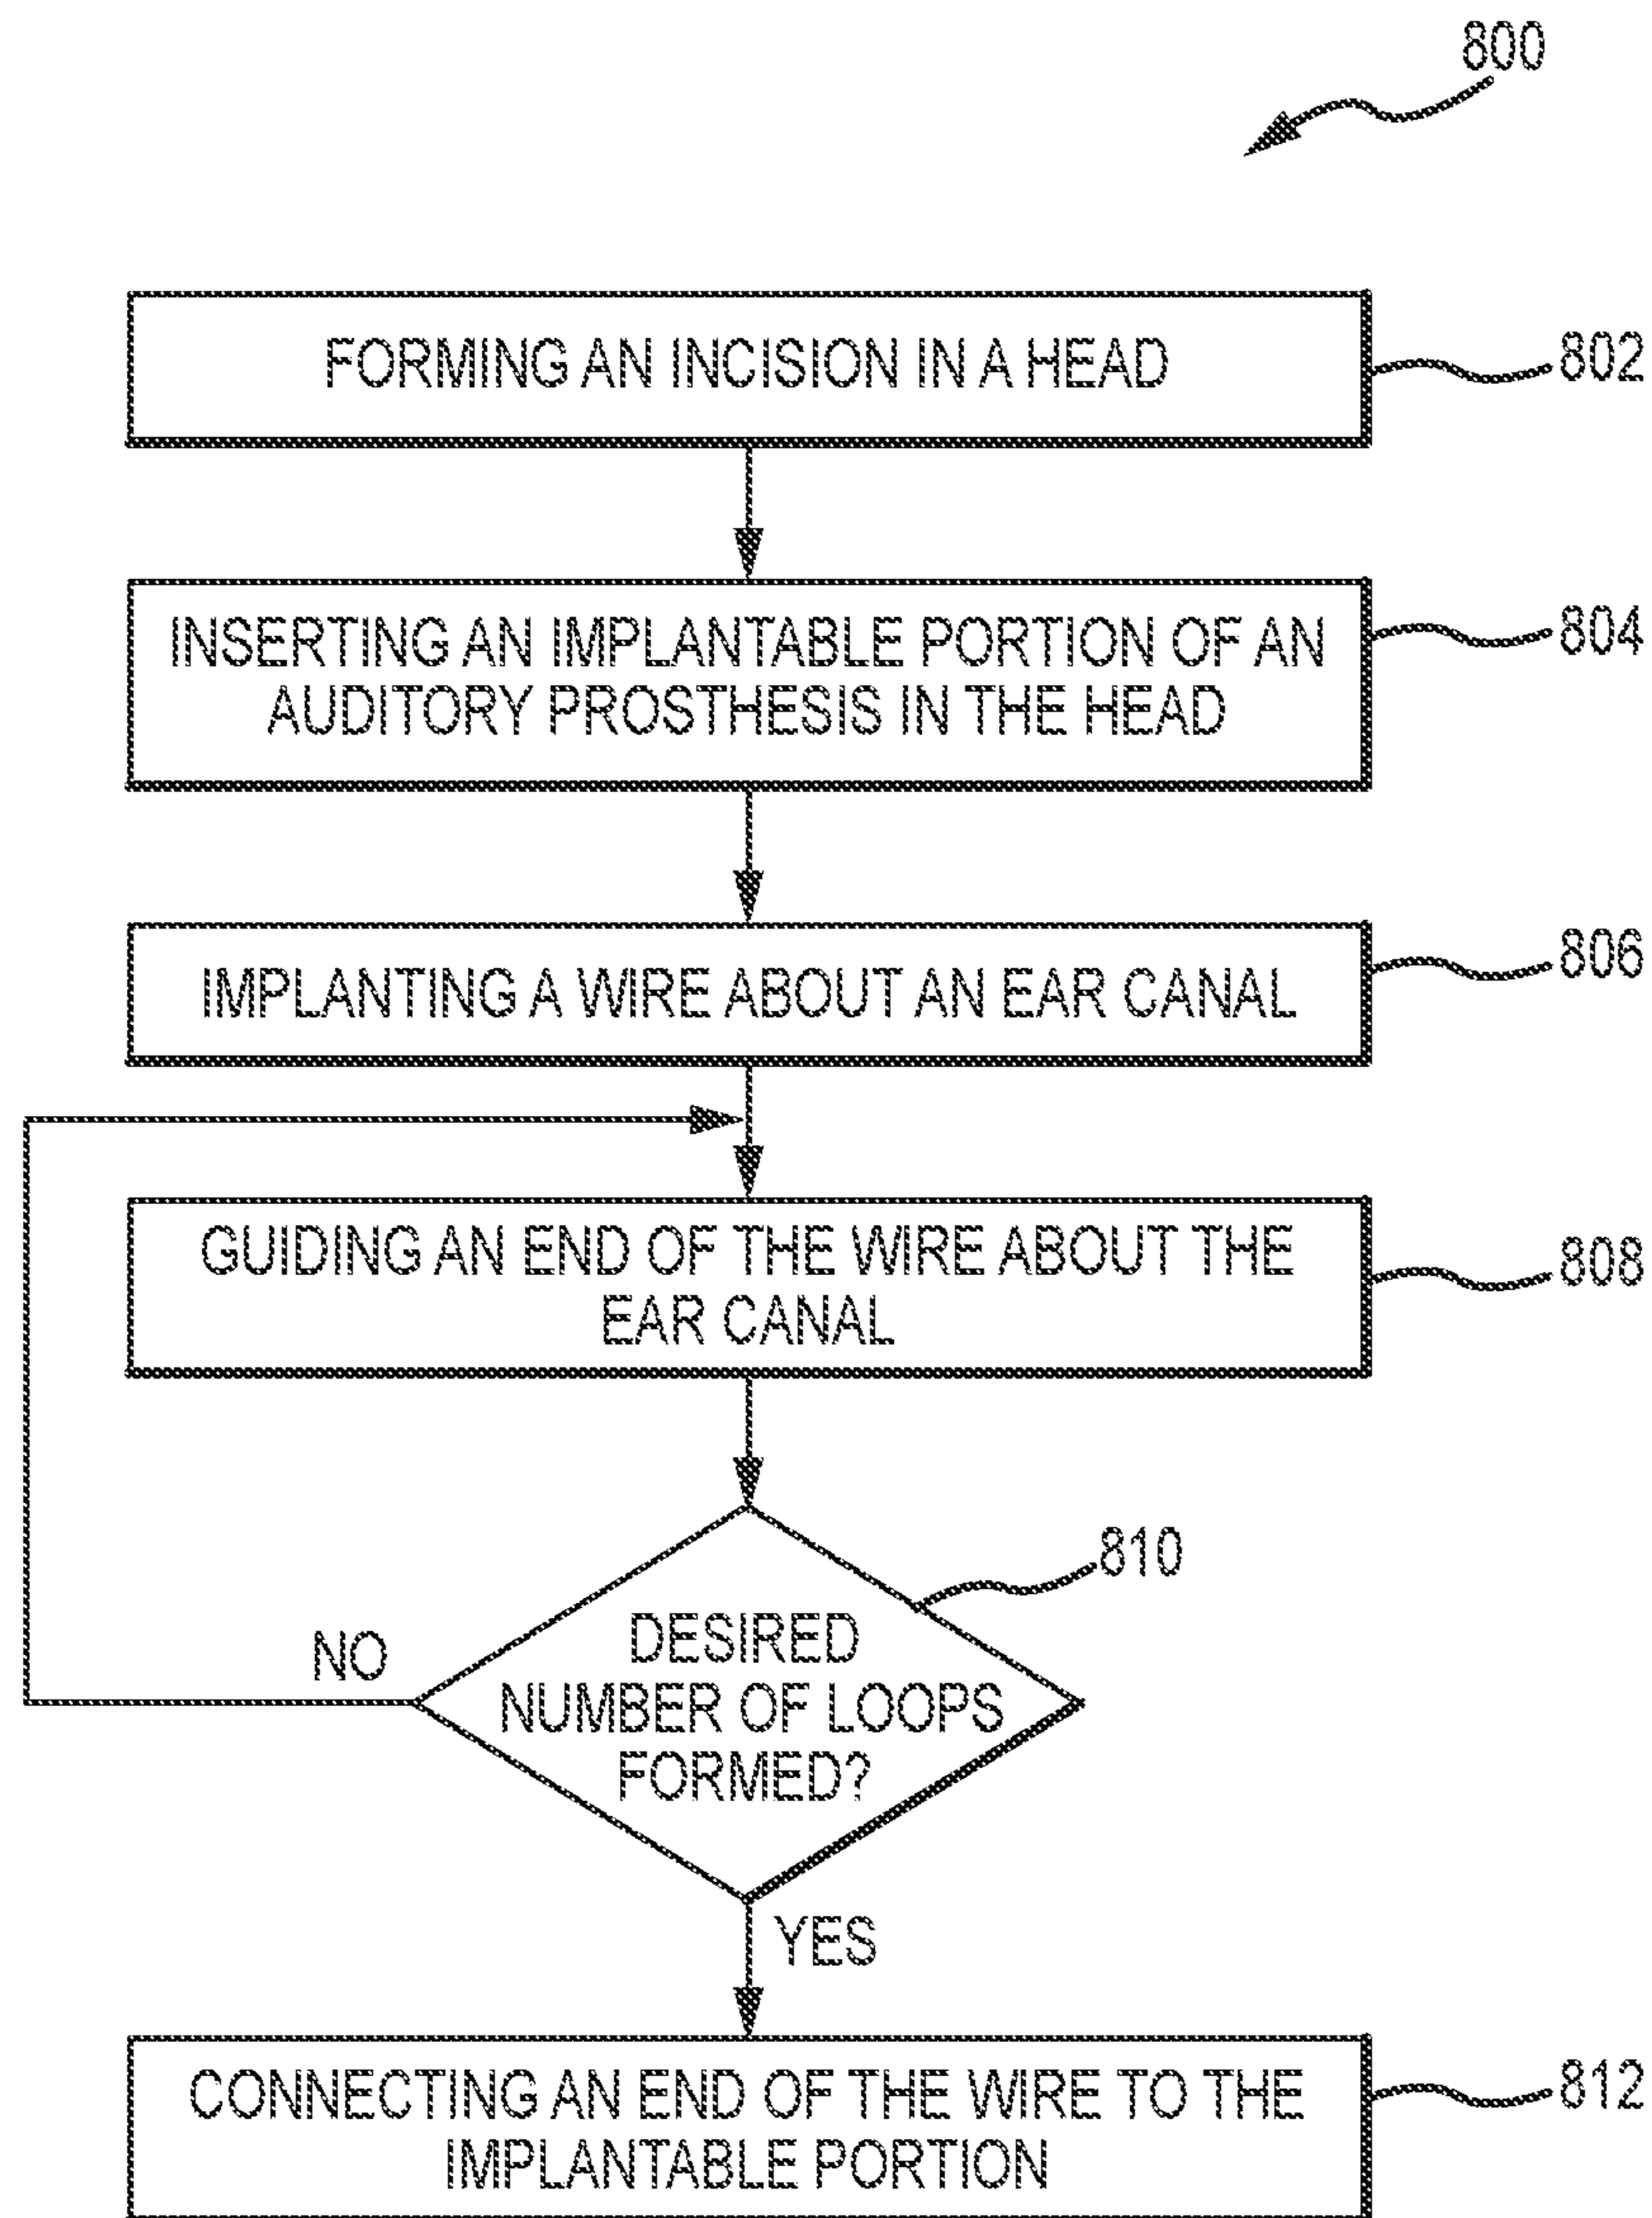 800
FORMING AN INCISION IN A HEAD
802
INSERTING AN IMPLANTABLE PORTION OF AN
AUDITORY PROSTHESIS IN THE HEAD
804
IMPLANTING A WIRE ABOUT AN EAR CANAL
806
GUIDING AN END OF THE WIRE ABOUT THE
EAR CANAL
808
810
DESIRED
NUMBER OF LOOPS
FORMED?
NO
YES
CONNECTING AN END OF THE WIRE TO THE
IMPLANTABLE PORTION
812